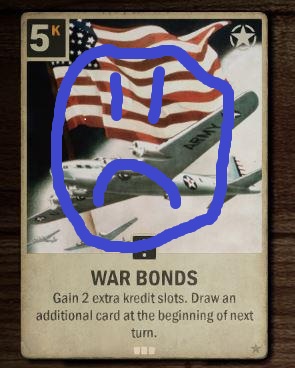 5K
ARMY
WAR BONDS
Gain 2 extra kredit slots. Draw an
additional card at the beginning of next
turn.